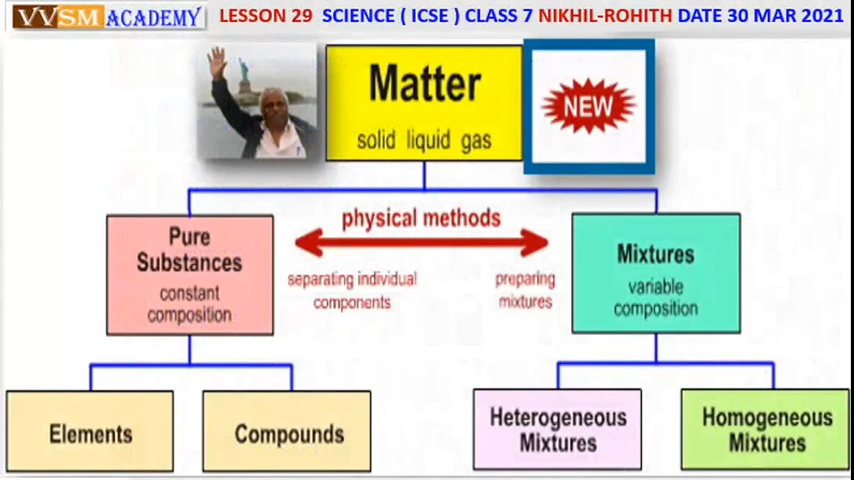 VVSM ACADEMY
LESSON 29 SCIENCE ( ICSE ) CLASS 7 NIKHIL-ROHITH DATE 30 MAR 2021
Matter
solid liquid gas
NEW
Pure
Substances
constant
composition
physical methods
separating individual
components
preparing
mixtures
Mixtures
variable
composition
Elements
Compounds
Heterogeneous
Mixtures
Homogeneous
Mixtures